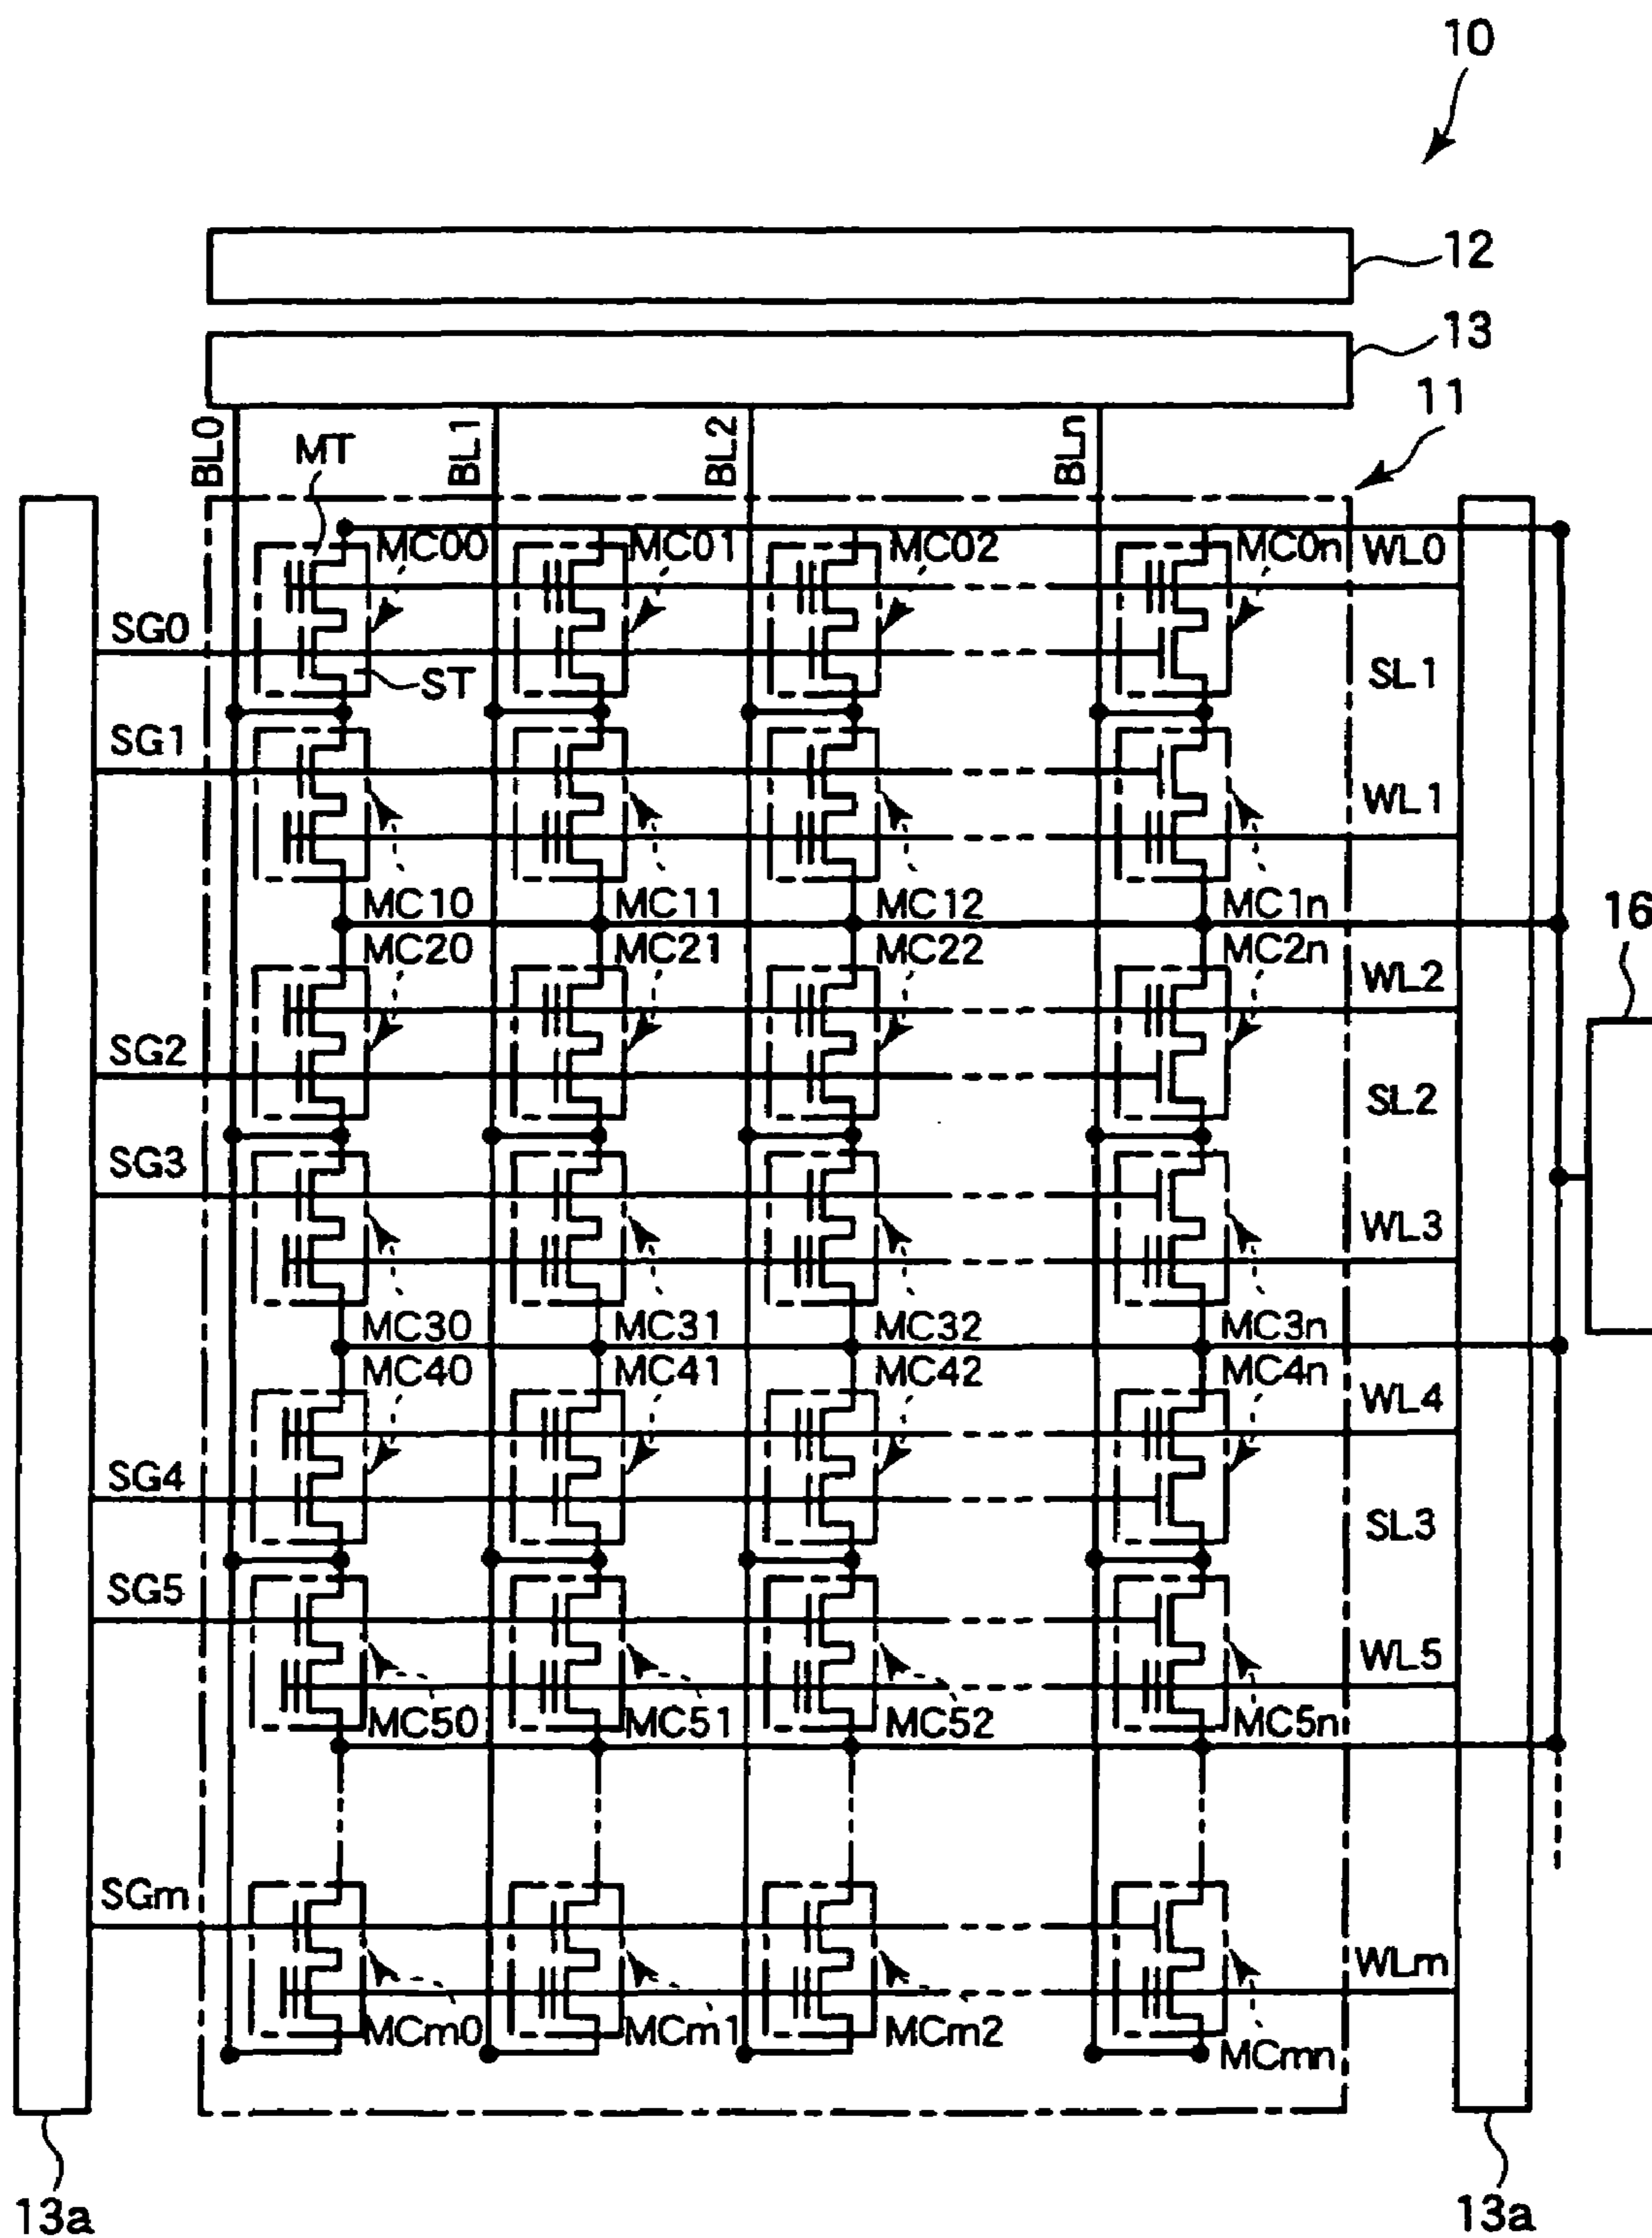 10
12
13
11
BL0
BL1
BL2
BLn
MT
MC00
MC01
MC02
MC0n
WL0
SG0
ST
SL1
SG1
WL1
MC10
MC11
MC12
MC1n
16
MC20
MC21
MC22
MC2n
WL2
SG2
SL2
SG3
WL3
MC30
MC31
MC32
MC3n
MC40
MC41
MC42
MC4n
WL4
SG4
SL3
SG5
WL5
MC50
MC51
MC52
MC5n
SGm
WLm
MCm0
MCm1
MCm2
MCmn
13a
13a